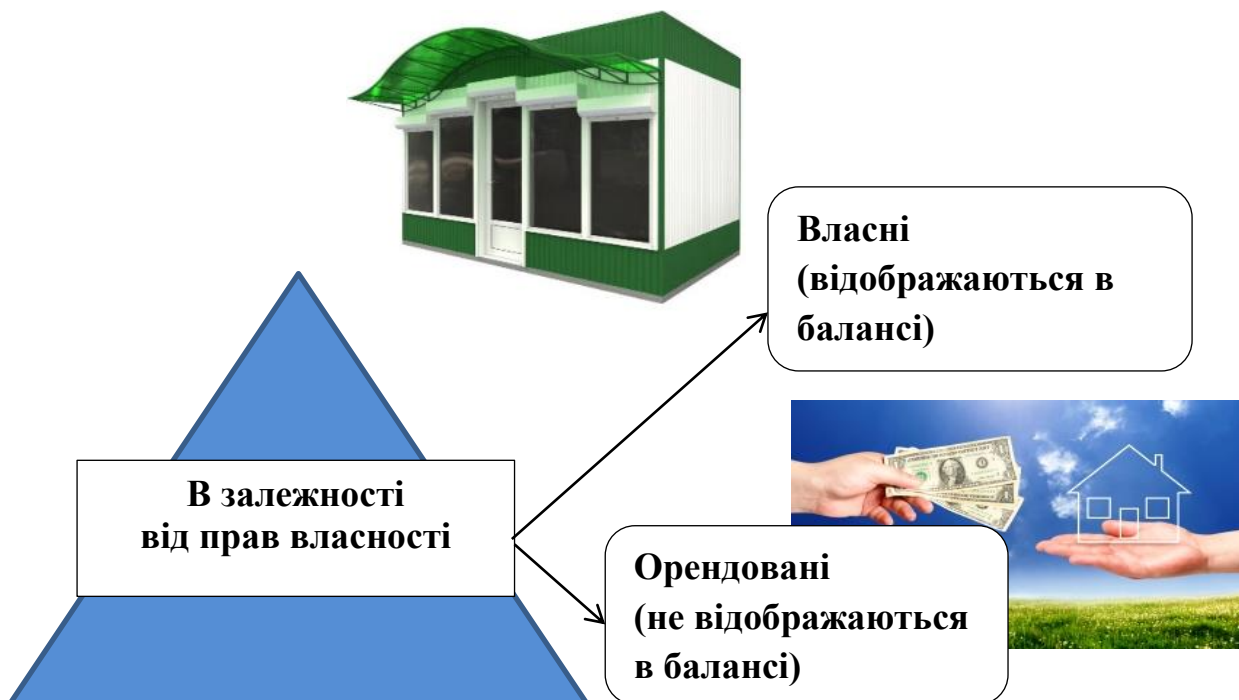 Власні
(відображаються в
балансі)
В залежності
від прав власності
Орендовані
(не відображаються
в балансі)